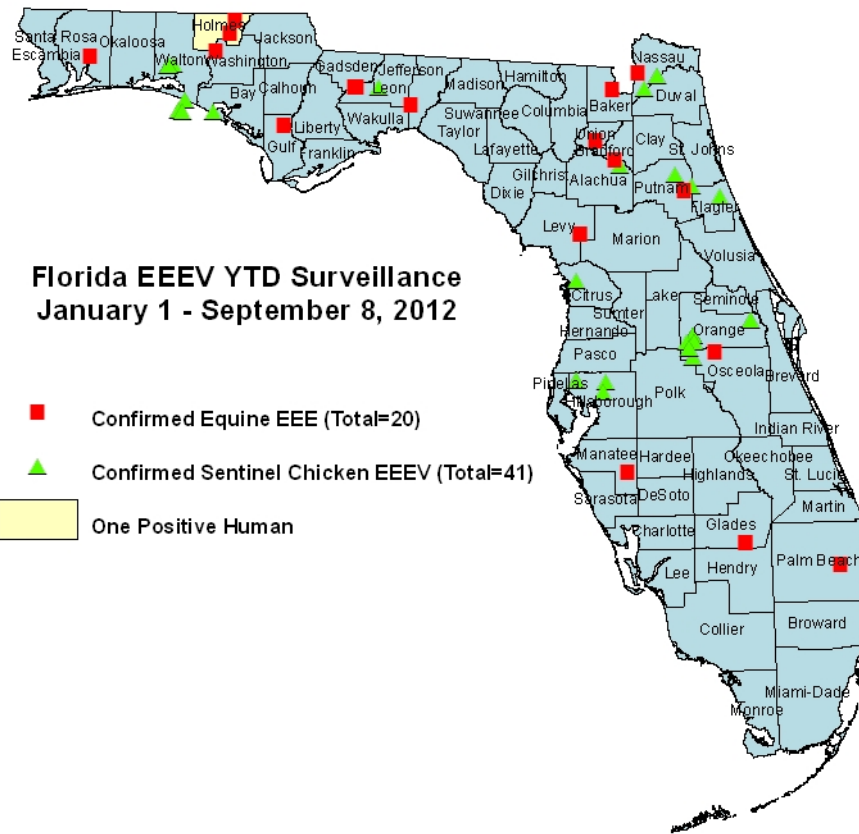 Holmes
Jackson
Santa Rosa
Okaloosa
Escambia
Walton
Washington
Gadsden
Jefferson
Leon
Madison
Hamilton
Nassau
Bay
Calhoun
Baker
Duval
Wakulla
Suwannee
Columbia
Liberty
Taylor
Union
Bradford
Clay
St. Johns
Gulf
Franklin
Lafayette
Gilchrist
Alachua
Putnam
Dixie
Flagler
Levy
Marion
Volusia
Florida EEEV YTD Surveillance
January 1 - September 8, 2012
Citrus
Lake
Seminole
Sumter
Hernando
Orange
Pasco
Osceola
Brevard
Pinellas
Hillsborough
Polk
Confirmed Equine EEE (Total=20)
Indian River
Manatee
Hardee
Okeechobee
Confirmed Sentinel Chicken EEEV (Total=41)
Highlands
St. Lucie
Sarasota
DeSoto
Martin
One Positive Human
Charlotte
Glades
Palm Beach
Lee
Hendry
Collier
Broward
Miami-Dade
Monroe